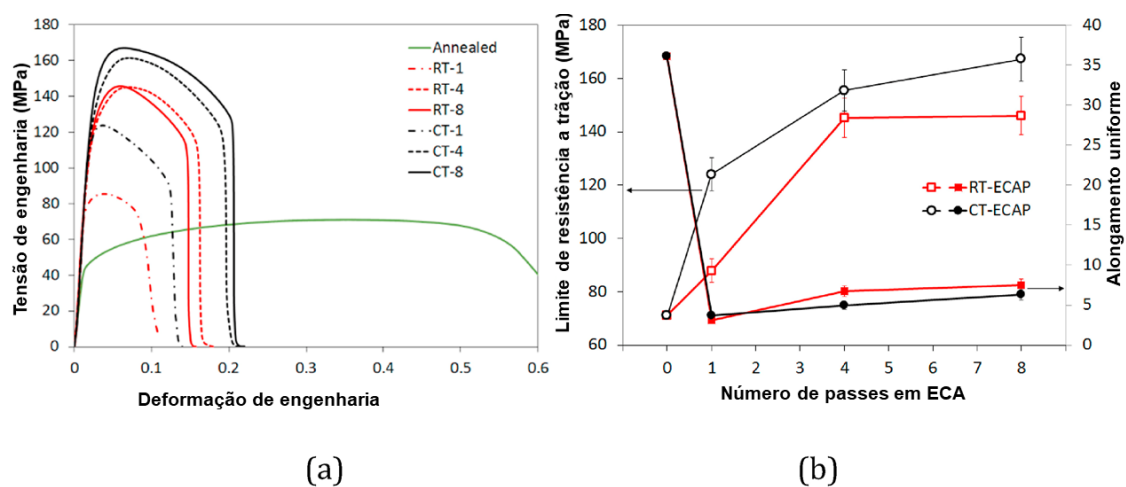 Tensão de engenharia (MPa)
180
160
140
120
100
80
60
40
20
0
0
0.1
0.2
0.3
0.4
0.5
0.6
Annealed
RT-1
RT-4
RT-8
CT-1
CT-4
CT-8
Deformação de engenharia
(a)
Limite de resistência a tração (MPa)
180
160
140
120
100
80
60
0
1
2
3
4
5
6
7
8
RT-ECAP
CT-ECAP
40
35
30
25
20
15
10
5
0
Alongamento uniforme
Número de passes em ECA
(b)